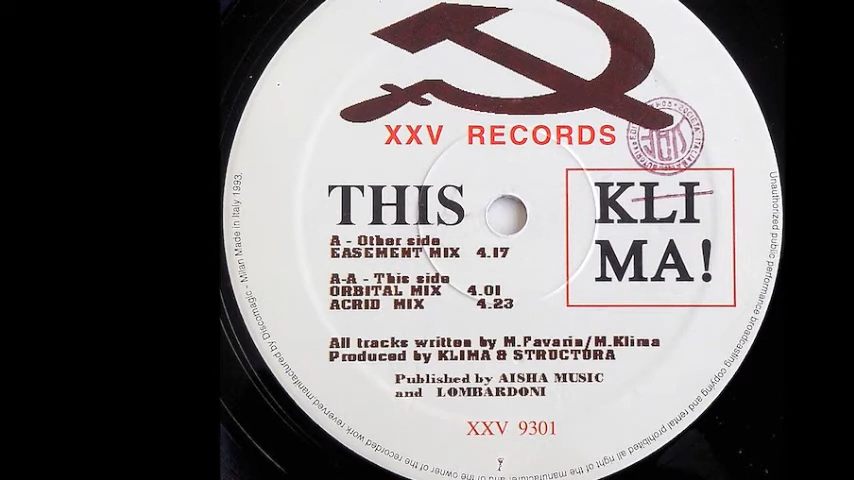 XXV RECORDS
THIS
KLI
MA!
A - Other side
EASEMENT MIX 4.17
A-A - This side
ORBITAL MIX 4.01
ACRID MIX 4.23
All tracks written by M.Pavarin/M.Klima
Produced by KLIMA & STRUCTURA
Published by AISHA MUSIC
and LOMBARDONI
XXV 9301
Unauthorized public performance broadcasting copying and rental prohibited all right of the manufacturer and of the owner of the recorded work reverved.manifactured by Discomagic - Milan Made in Italy 1993.